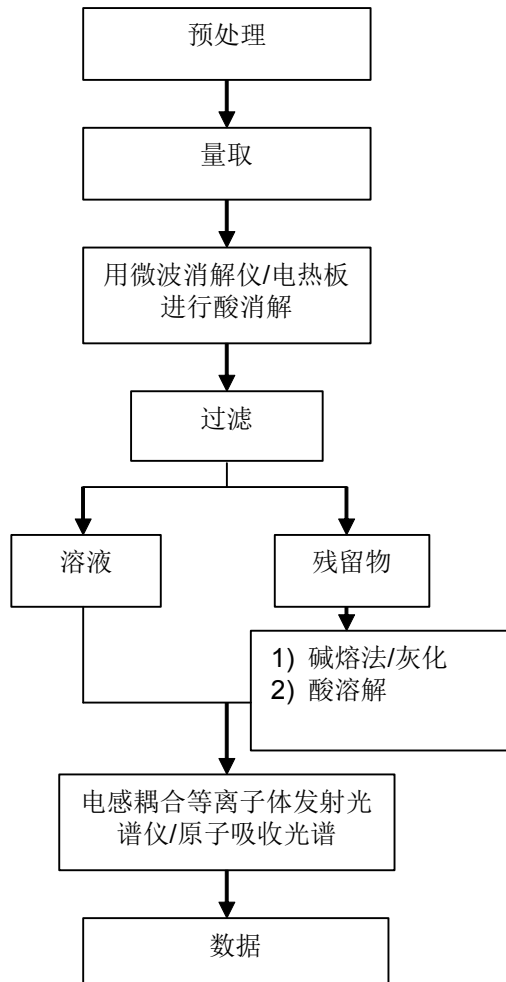 预处理
量取
用微波消解仪/电热板
进行酸消解
过滤
溶液
残留物
1) 碱熔法/灰化
2) 酸溶解
电感耦合等离子体发射光
谱仪/原子吸收光谱
数据